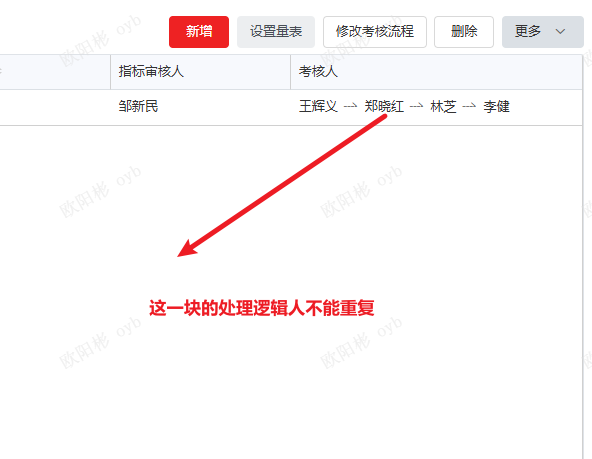 新增 设置量表 修改考核流程 删除 更多
指标审核人 考核人
邹新民 王辉义 → 郑晓红 → 林芝 → 李健
这一块的处理逻辑人不能重复
欧阳彬 oyb
欧阳彬 oyb
欧阳彬 oyb
欧阳彬 oyb
欧阳彬 oyb
欧阳彬 oyb